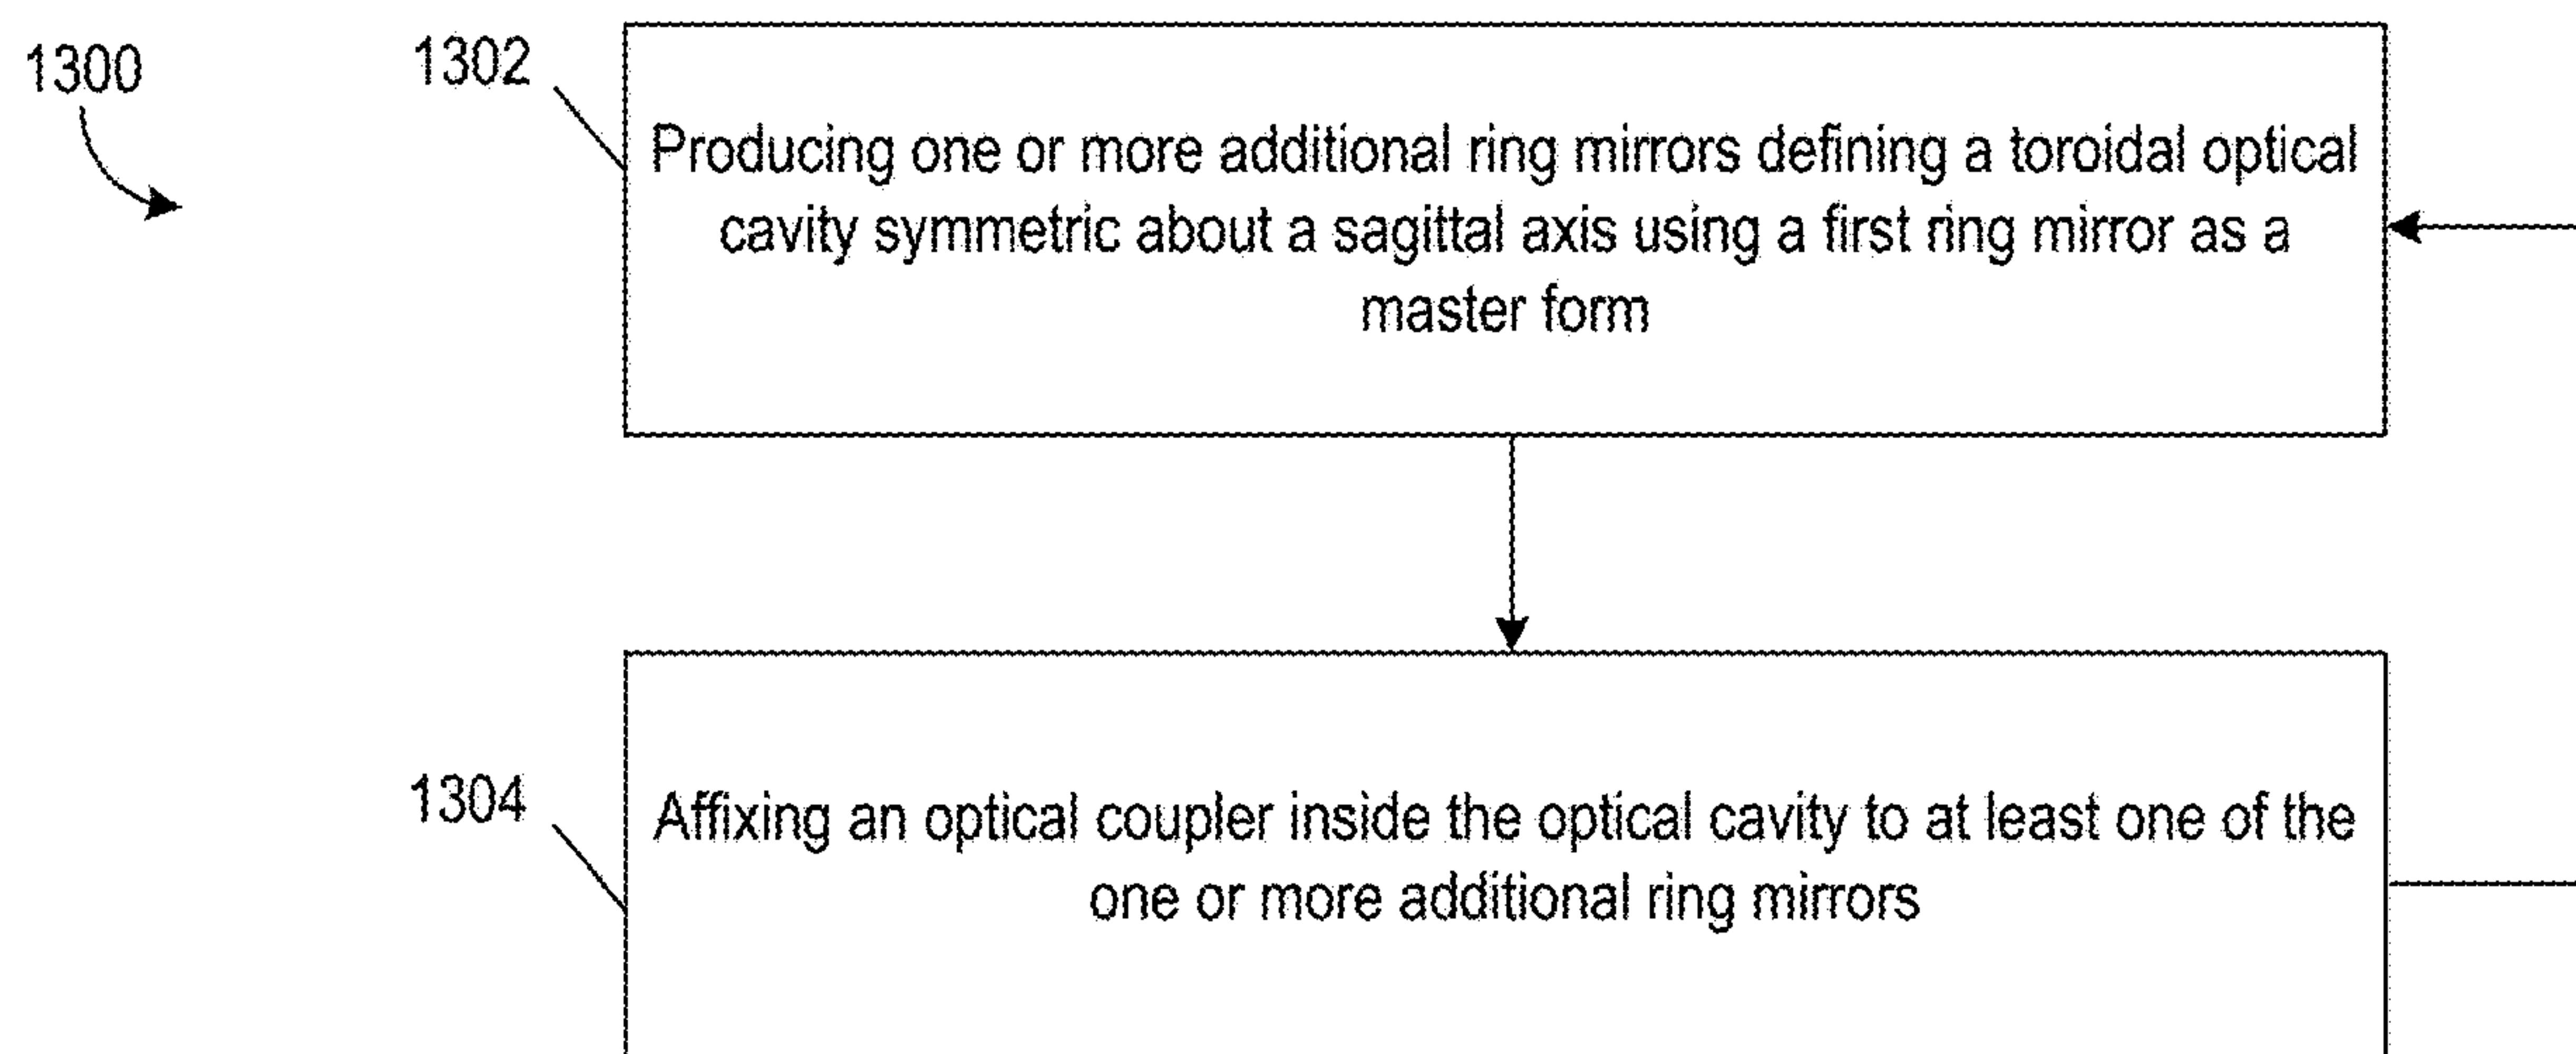 1300
1302
Producing one or more additional ring mirrors defining a toroidal optical
cavity symmetric about a sagittal axis using a first ring mirror as a
master form
1304
Affixing an optical coupler inside the optical cavity to at least one of the
one or more additional ring mirrors